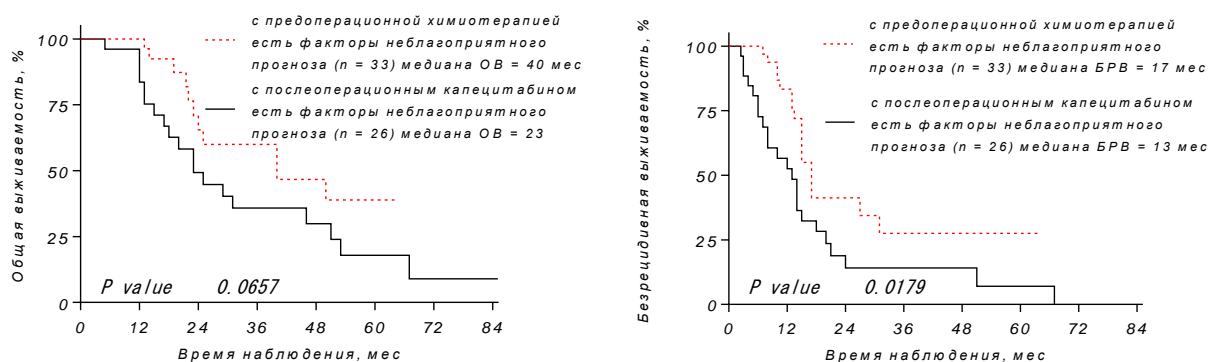 с предоперационной химиотерапией
есть факторы неблагоприятного
прогноза (n = 33) медиана ОВ = 40 мес
с послеоперационным капецитабином
есть факторы неблагоприятного
прогноза (n = 26) медиана ОВ = 23
Общая выживаемость, %
100
75
50
25
0
P value 0.0657
0 12 24 36 48 60 72 84
Время наблюдения, мес
с предоперационной химиотерапией
есть факторы неблагоприятного
прогноза (n = 33) медиана БРВ = 17 мес
с послеоперационным капецитабином
есть факторы неблагоприятного
прогноза (n = 26) медиана БРВ = 13 мес
Безрецидивная выживаемость, %
100
75
50
25
0
P value 0.0179
0 12 24 36 48 60 72 84
Время наблюдения, мес